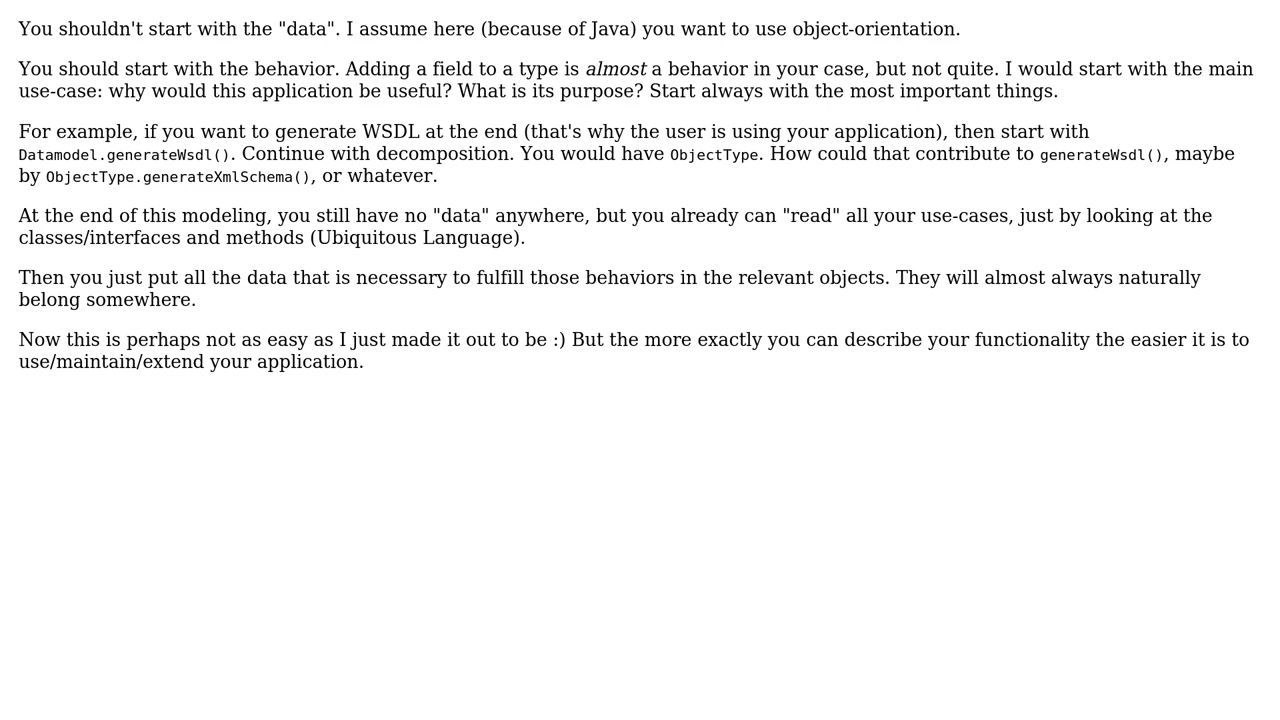 You shouldn't start with the "data". I assume here (because of Java) you want to use object-orientation.
You should start with the behavior. Adding a field to a type is almost a behavior in your case, but not quite. I would start with the main
use-case: why would this application be useful? What is its purpose? Start always with the most important things.
For example, if you want to generate WSDL at the end (that's why the user is using your application), then start with
Datamodel.generateWsdl(). Continue with decomposition. You would have ObjectType. How could that contribute to generateWsdl(), maybe
by ObjectType.generateXmlSchema(), or whatever.
At the end of this modeling, you still have no "data" anywhere, but you already can "read" all your use-cases, just by looking at the
classes/interfaces and methods (Ubiquitous Language).
Then you just put all the data that is necessary to fulfill those behaviors in the relevant objects. They will almost always naturally
belong somewhere.
Now this is perhaps not as easy as I just made it out to be :) But the more exactly you can describe your functionality the easier it is to
use/maintain/extend your application.